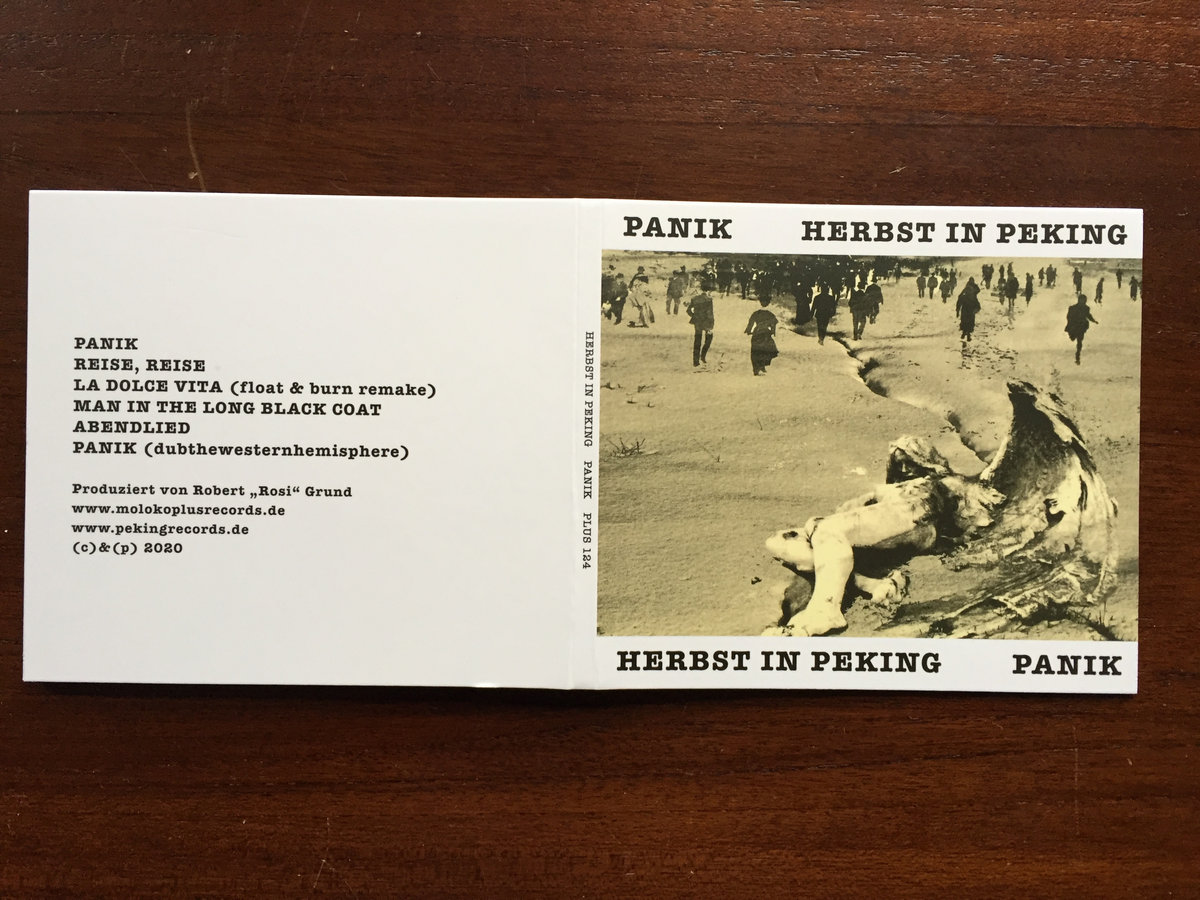 PANIK
REISE, REISE
LA DOLCE VITA (float & burn remake)
MAN IN THE LONG BLACK COAT
ABENDLIED
PANIK (dubthewesternhemisphere)
Produziert von Robert „Rosi“ Grund
www.molokoplusrecords.de
www.pekingrecords.de
(c)&(p) 2020
HERBST IN PEKING PANIK PLUS 124
PANIK HERBST IN PEKING
HERBST IN PEKING PANIK